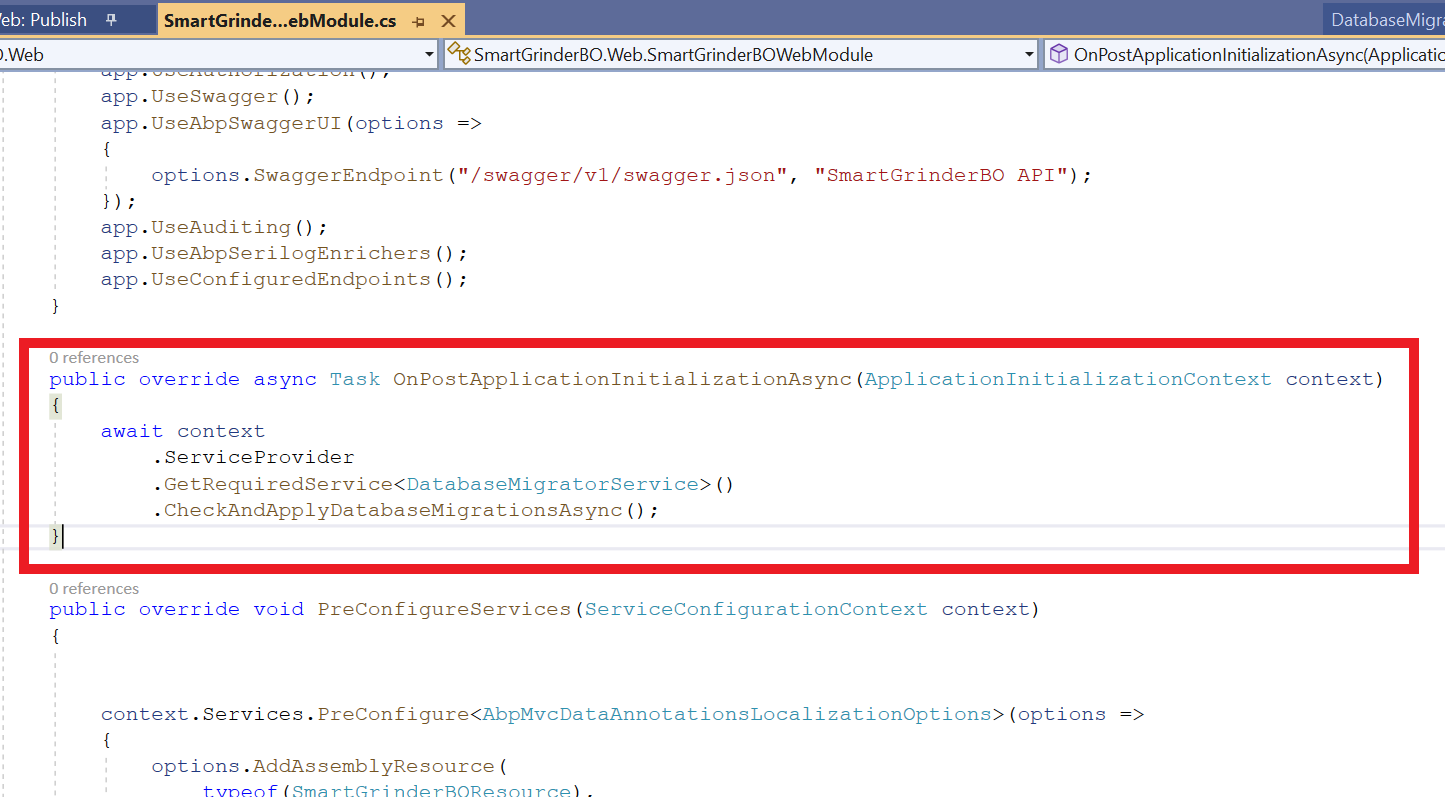 eb: Publish SmartGrinde...ebModule.cs DatabaseMigra
.Web SmartGrinderBO.Web.SmartGrinderBOWebModule OnPostApplicationInitializationAsync(Applicatio
app.UseAuthorization();
app.UseSwagger();
app.UseAbpSwaggerUI(options =>
{
options.SwaggerEndpoint("/swagger/v1/swagger.json", "SmartGrinderBO API");
});
app.UseAuditing();
app.UseAbpSerilogEnrichers();
app.UseConfiguredEndpoints();
}
0 references
public override async Task OnPostApplicationInitializationAsync(ApplicationInitializationContext context)
{
await context
.ServiceProvider
.GetRequiredService<DatabaseMigratorService>()
.CheckAndApplyDatabaseMigrationsAsync();
}
0 references
public override void PreConfigureServices(ServiceConfigurationContext context)
{
context.Services.PreConfigure<AbpMvcDataAnnotationsLocalizationOptions>(options =>
{
options.AddAssemblyResource(
typeof(SmartGrinderBOResource),